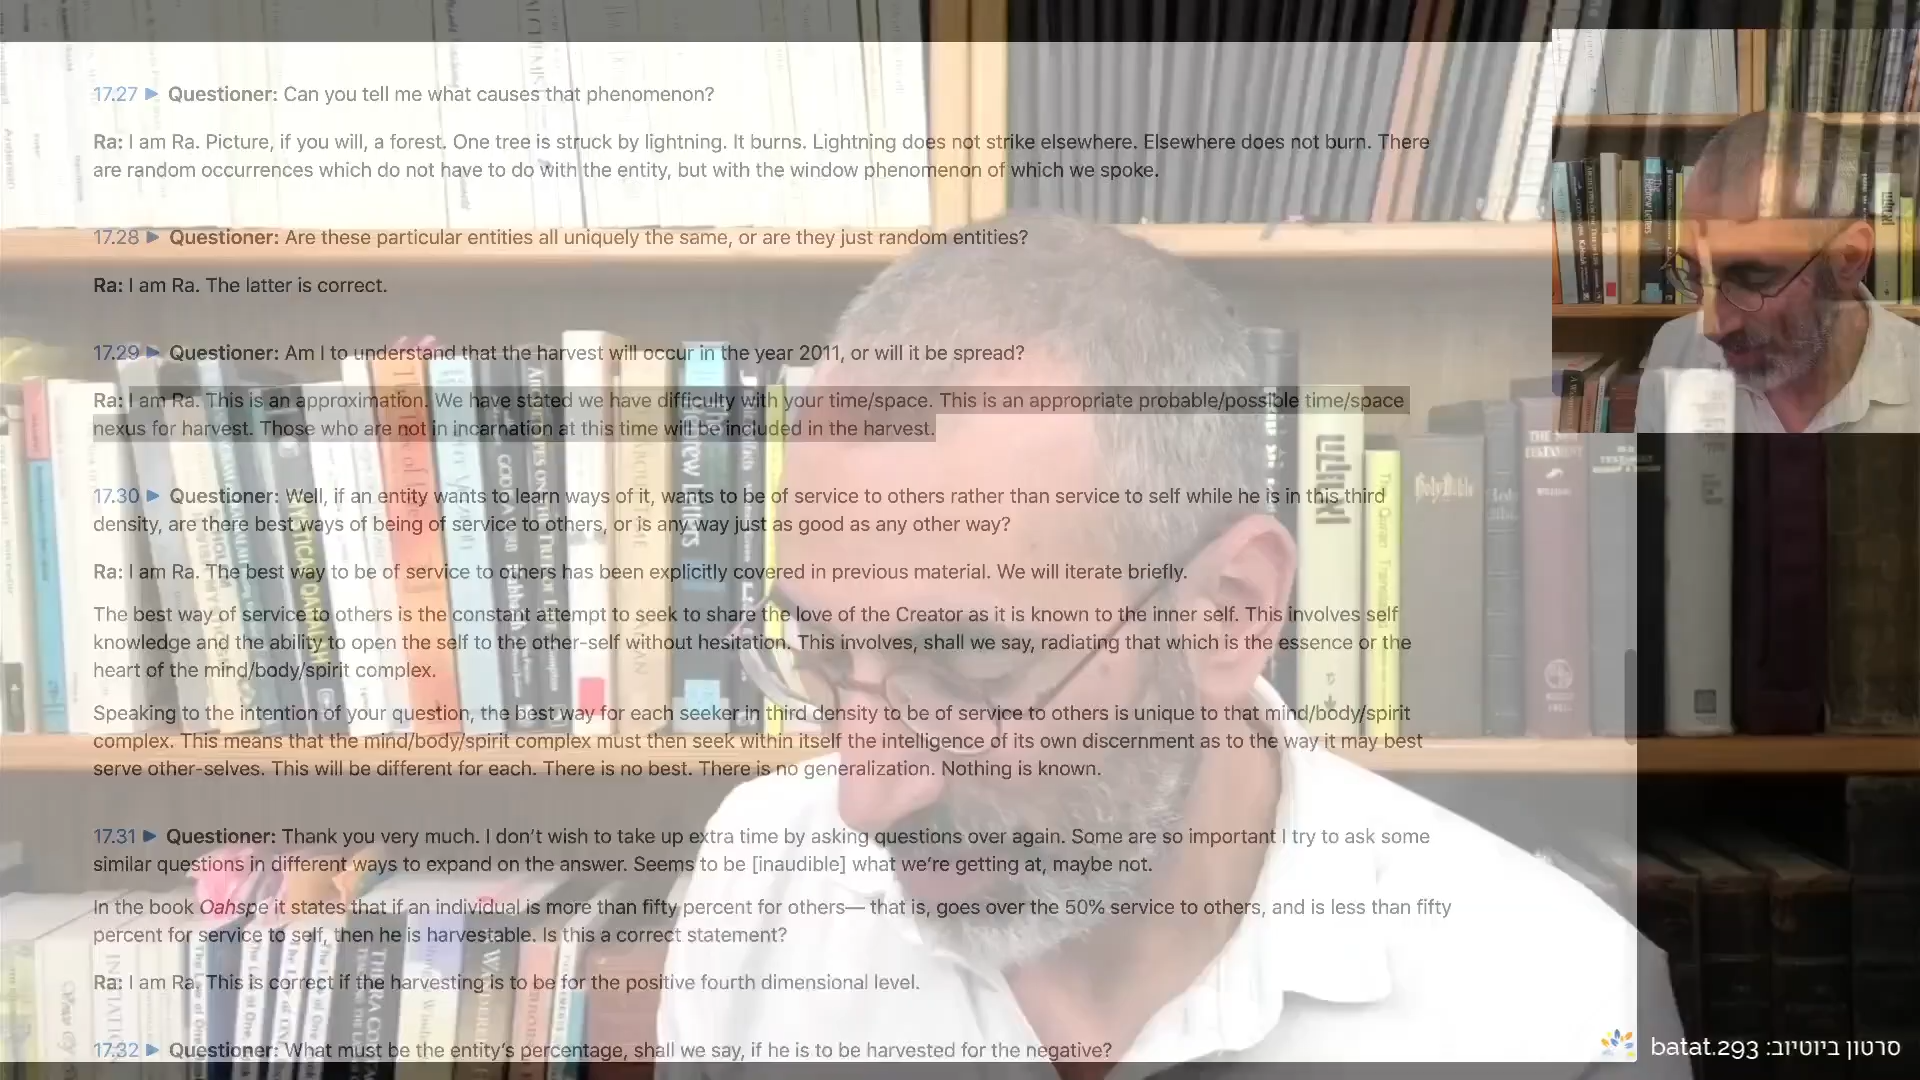 17.27 ► Questioner: Can you tell me what causes that phenomenon?
Ra: I am Ra. Picture, if you will, a forest. One tree is struck by lightning. It burns. Lightning does not strike elsewhere. Elsewhere does not burn. There
are random occurrences which do not have to do with the entity, but with the window phenomenon of which we spoke.
17.28 ► Questioner: Are these particular entities all uniquely the same, or are they just random entities?
Ra: I am Ra. The latter is correct.
17.29 ► Questioner: Am I to understand that the harvest will occur in the year 2011, or will it be spread?
Ra: I am Ra. This is an approximation. We have stated we have difficulty with your time/space. This is an appropriate probable/possible time/space
nexus for harvest. Those who are not in incarnation at this time will be included in the harvest.
17.30 ► Questioner: Well, if an entity wants to learn ways of it, wants to be of service to others rather than service to self while he is in this third
density, are there best ways of being of service to others, or is any way just as good as any other way?
Ra: I am Ra. The best way to be of service to others has been explicitly covered in previous material. We will iterate briefly.
The best way of service to others is the constant attempt to seek to share the love of the Creator as it is known to the inner self. This involves self
knowledge and the ability to open the self to the other-self without hesitation. This involves, shall we say, radiating that which is the essence or the
heart of the mind/body/spirit complex.
Speaking to the intention of your question, the best way for each seeker in third density to be of service to others is unique to that mind/body/spirit
complex. This means that the mind/body/spirit complex must then seek within itself the intelligence of its own discernment as to the way it may best
serve other-selves. This will be different for each. There is no best. There is no generalization. Nothing is known.
17.31 ► Questioner: Thank you very much. I don't wish to take up extra time by asking questions over again. Some are so important I try to ask some
similar questions in different ways to expand on the answer. Seems to be [inaudible] what we're getting at, maybe not.
In the book Oahspe it states that if an individual is more than fifty percent for others— that is, goes over the 50% service to others, and is less than fifty
percent for service to self, then he is harvestable. Is this a correct statement?
Ra: I am Ra. This is correct if the harvesting is to be for the positive fourth dimensional level.
17.32 ► Questioner: What must be the entity's percentage, shall we say, if he is to be harvested for the negative?
Hebrew Letters
הקוראן
Holy Bible
סרטון ביוטיוב: batat.293